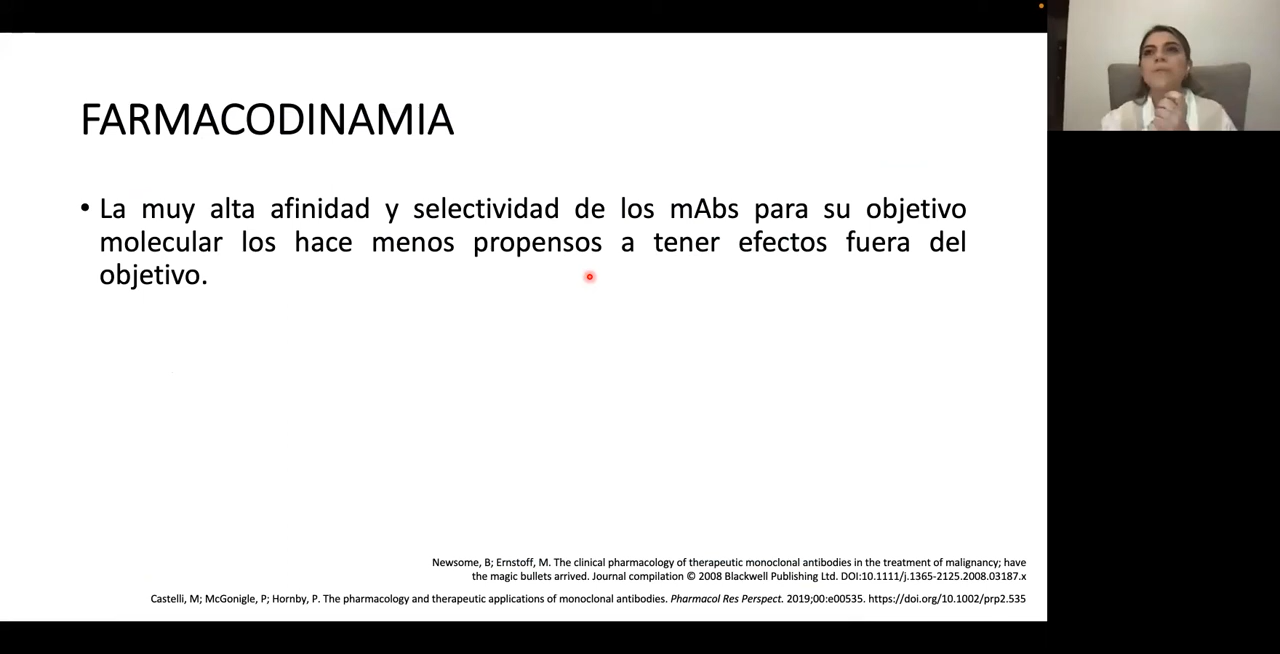 FARMACODINAMIA
• La muy alta afinidad y selectividad de los mAbs para su objetivo
molecular los hace menos propensos a tener efectos fuera del
objetivo.
Newsome, B; Ernstoff, M. The clinical pharmacology of therapeutic monoclonal antibodies in the treatment of malignancy; have
the magic bullets arrived. Journal compilation © 2008 Blackwell Publishing Ltd. DOI:10.1111/j.1365-2125.2008.03187.x
Castelli, M; McGonigle, P; Hornby, P. The pharmacology and therapeutic applications of monoclonal antibodies. Pharmacol Res Perspect. 2019;00:e00535. https://doi.org/10.1002/prp2.535